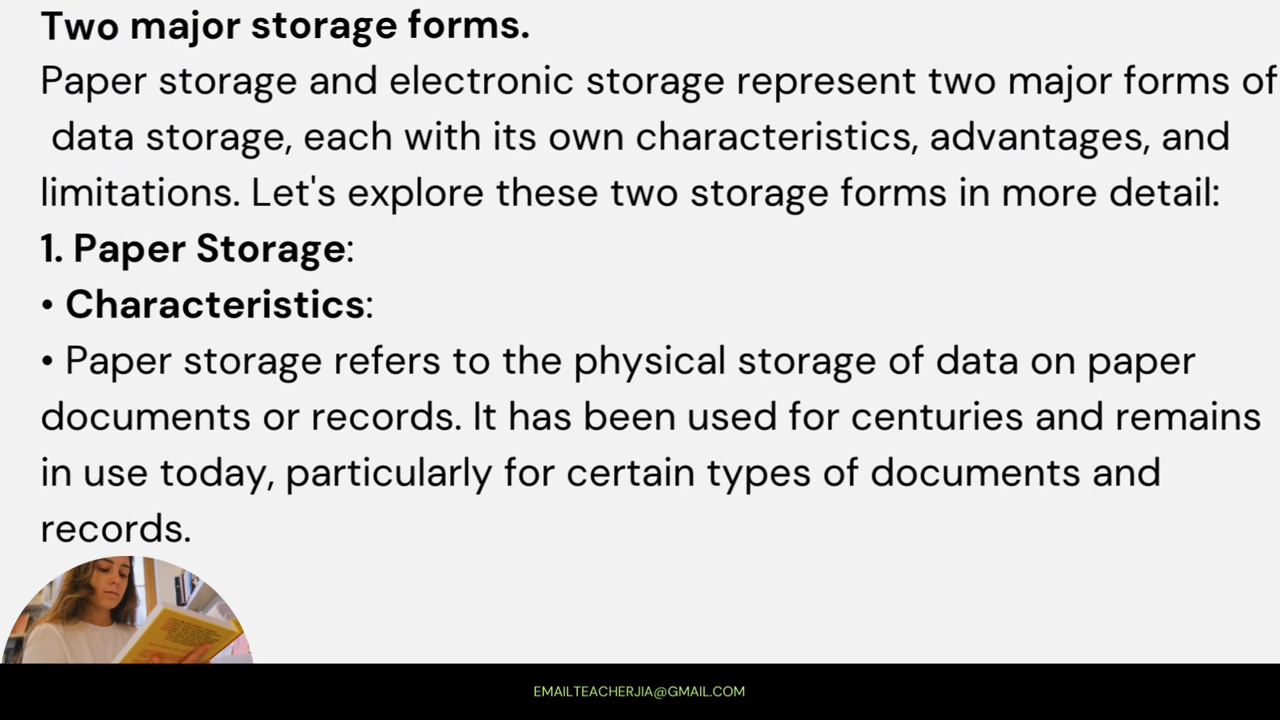 Two major storage forms.
Paper storage and electronic storage represent two major forms of
data storage, each with its own characteristics, advantages, and
limitations. Let's explore these two storage forms in more detail:
1. Paper Storage:
• Characteristics:
• Paper storage refers to the physical storage of data on paper
documents or records. It has been used for centuries and remains
in use today, particularly for certain types of documents and
records.
EMAILTEACHERJIA@GMAIL.COM